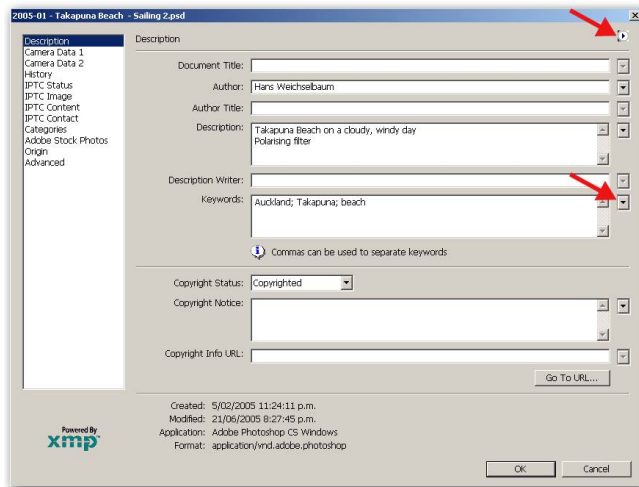 2005-01 - Takapuna Beach - Sailing 2.psd
Description
Camera Data 1
Camera Data 2
History
IPTC Status
IPTC Image
IPTC Content
IPTC Contact
Categories
Adobe Stock Photos
Origin
Advanced
Description
Document Title:
Author: Hans Weichselbaum
Author Title:
Description: Takapuna Beach on a cloudy, windy day
Polarising filter
Description Writer:
Keywords: Auckland; Takapuna; beach
Commas can be used to separate keywords
Copyright Status: Copyrighted
Copyright Notice:
Copyright Info URL:
Go To URL...
Created: 5/02/2005 11:24:11 p.m.
Modified: 21/06/2005 8:27:45 p.m.
Application: Adobe Photoshop CS Windows
Format: application/vnd.adobe.photoshop
Powered By
xmp
OK Cancel